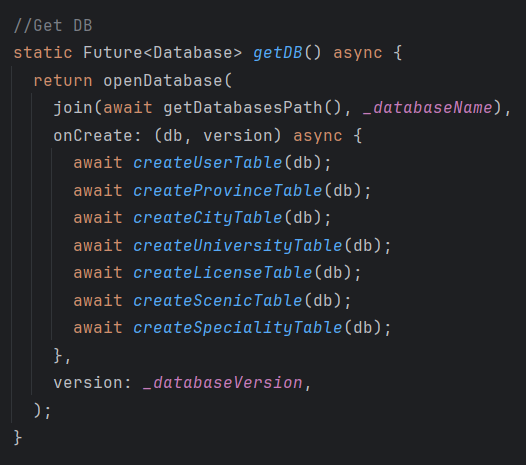 //Get DB
static Future<Database> getDB() async {
return openDatabase(
join(await getDatabasesPath(), _databaseName),
onCreate: (db, version) async {
await createUserTable(db);
await createProvinceTable(db);
await createCityTable(db);
await createUniversityTable(db);
await createLicenseTable(db);
await createScenicTable(db);
await createSpecialityTable(db);
},
version: _databaseVersion,
);
}